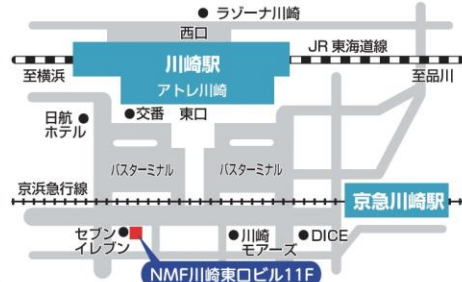 ラゾーナ川崎
西口
川崎駅
アトレ川崎
JR 東海道線
至横浜
至品川
日航
ホテル
交番
東口
バスターミナル
バスターミナル
京浜急行線
京急川崎駅
セブン
イレブン
川崎
モアーズ
DICE
NMF川崎東口ビル11F